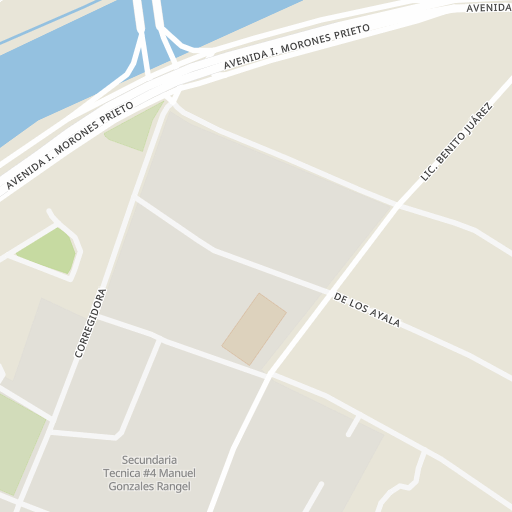 AVENIDA
AVENIDA I. MORONES PRIETO
AVENIDA I. MORONES PRIETO
LIC. BENITO JUÁREZ
DE LOS AYALA
CORREGIDORA
Secundaria
Tecnica #4 Manuel
Gonzales Rangel